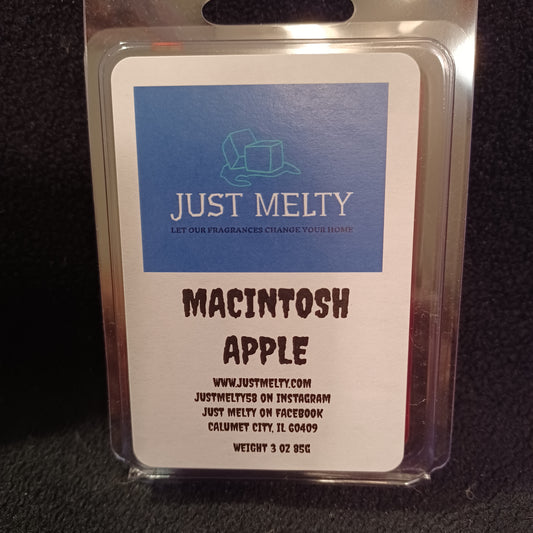 JUST MELTY
LET OUR FRAGRANCES CHANGE YOUR HOME
MACINTOSH
APPLE
WWW.JUSTMELTY.COM
JUSTMELTY58 ON INSTAGRAM
JUST MELTY ON FACEBOOK
CALUMET CITY, IL 60409
WEIGHT 3 OZ 85G